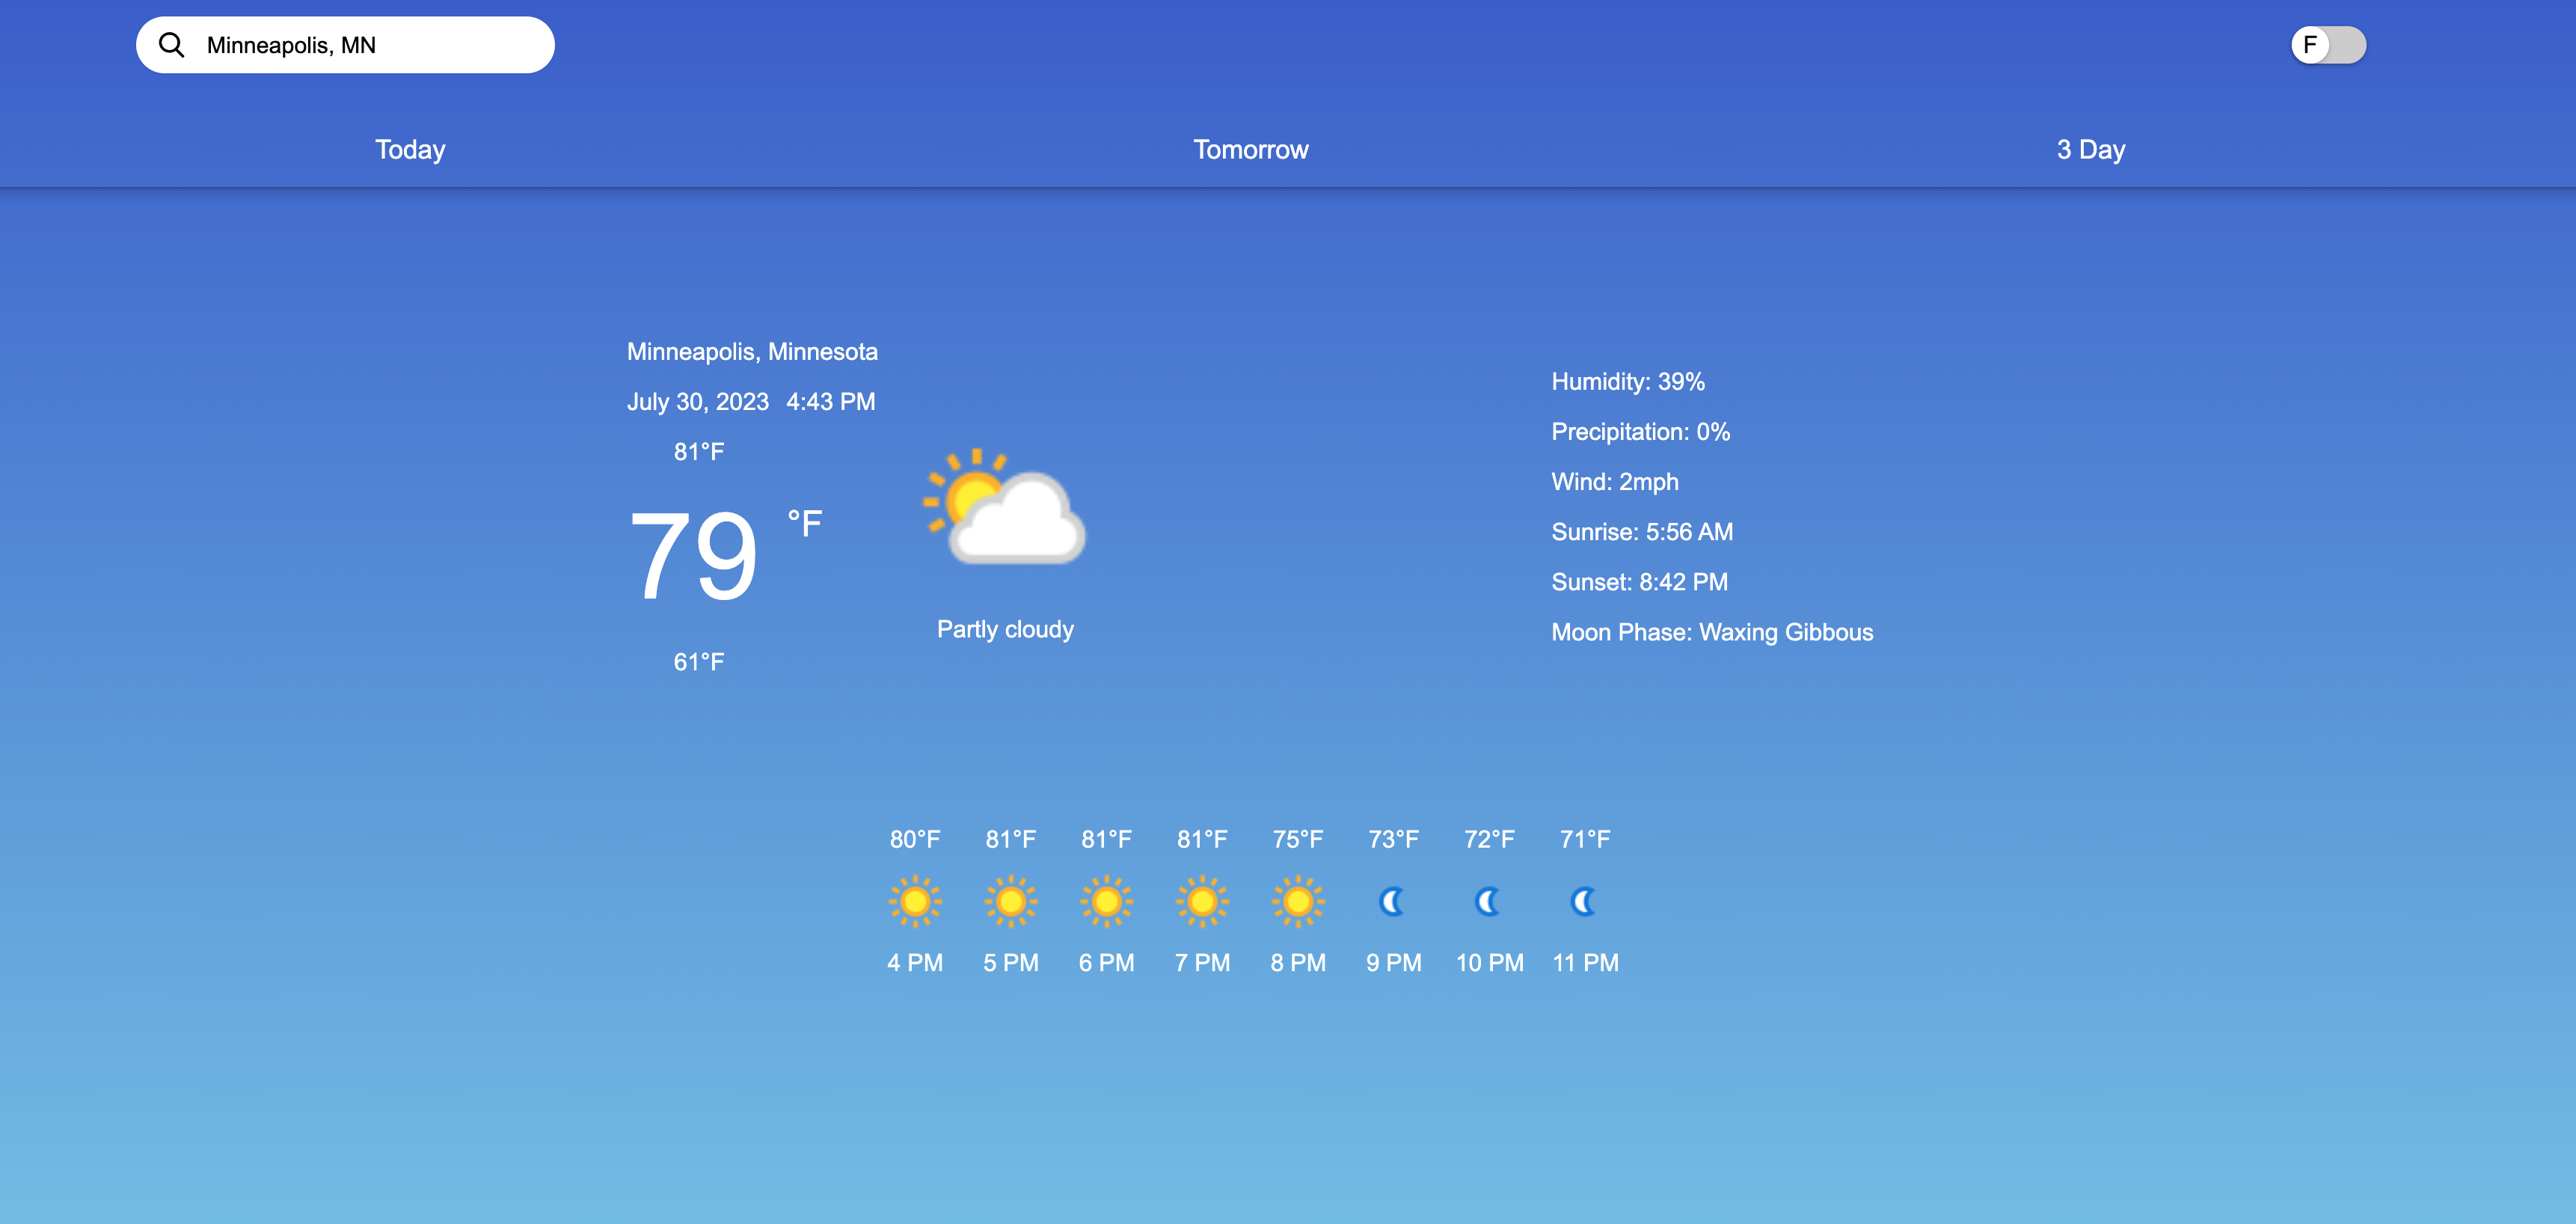 Minneapolis, MN
F
Today
Tomorrow
3 Day
Minneapolis, Minnesota
July 30, 2023 4:43 PM
81°F
79 °F
61°F
Partly cloudy
Humidity: 39%
Precipitation: 0%
Wind: 2mph
Sunrise: 5:56 AM
Sunset: 8:42 PM
Moon Phase: Waxing Gibbous
80°F 81°F 81°F 81°F 75°F 73°F 72°F 71°F
4 PM 5 PM 6 PM 7 PM 8 PM 9 PM 10 PM 11 PM